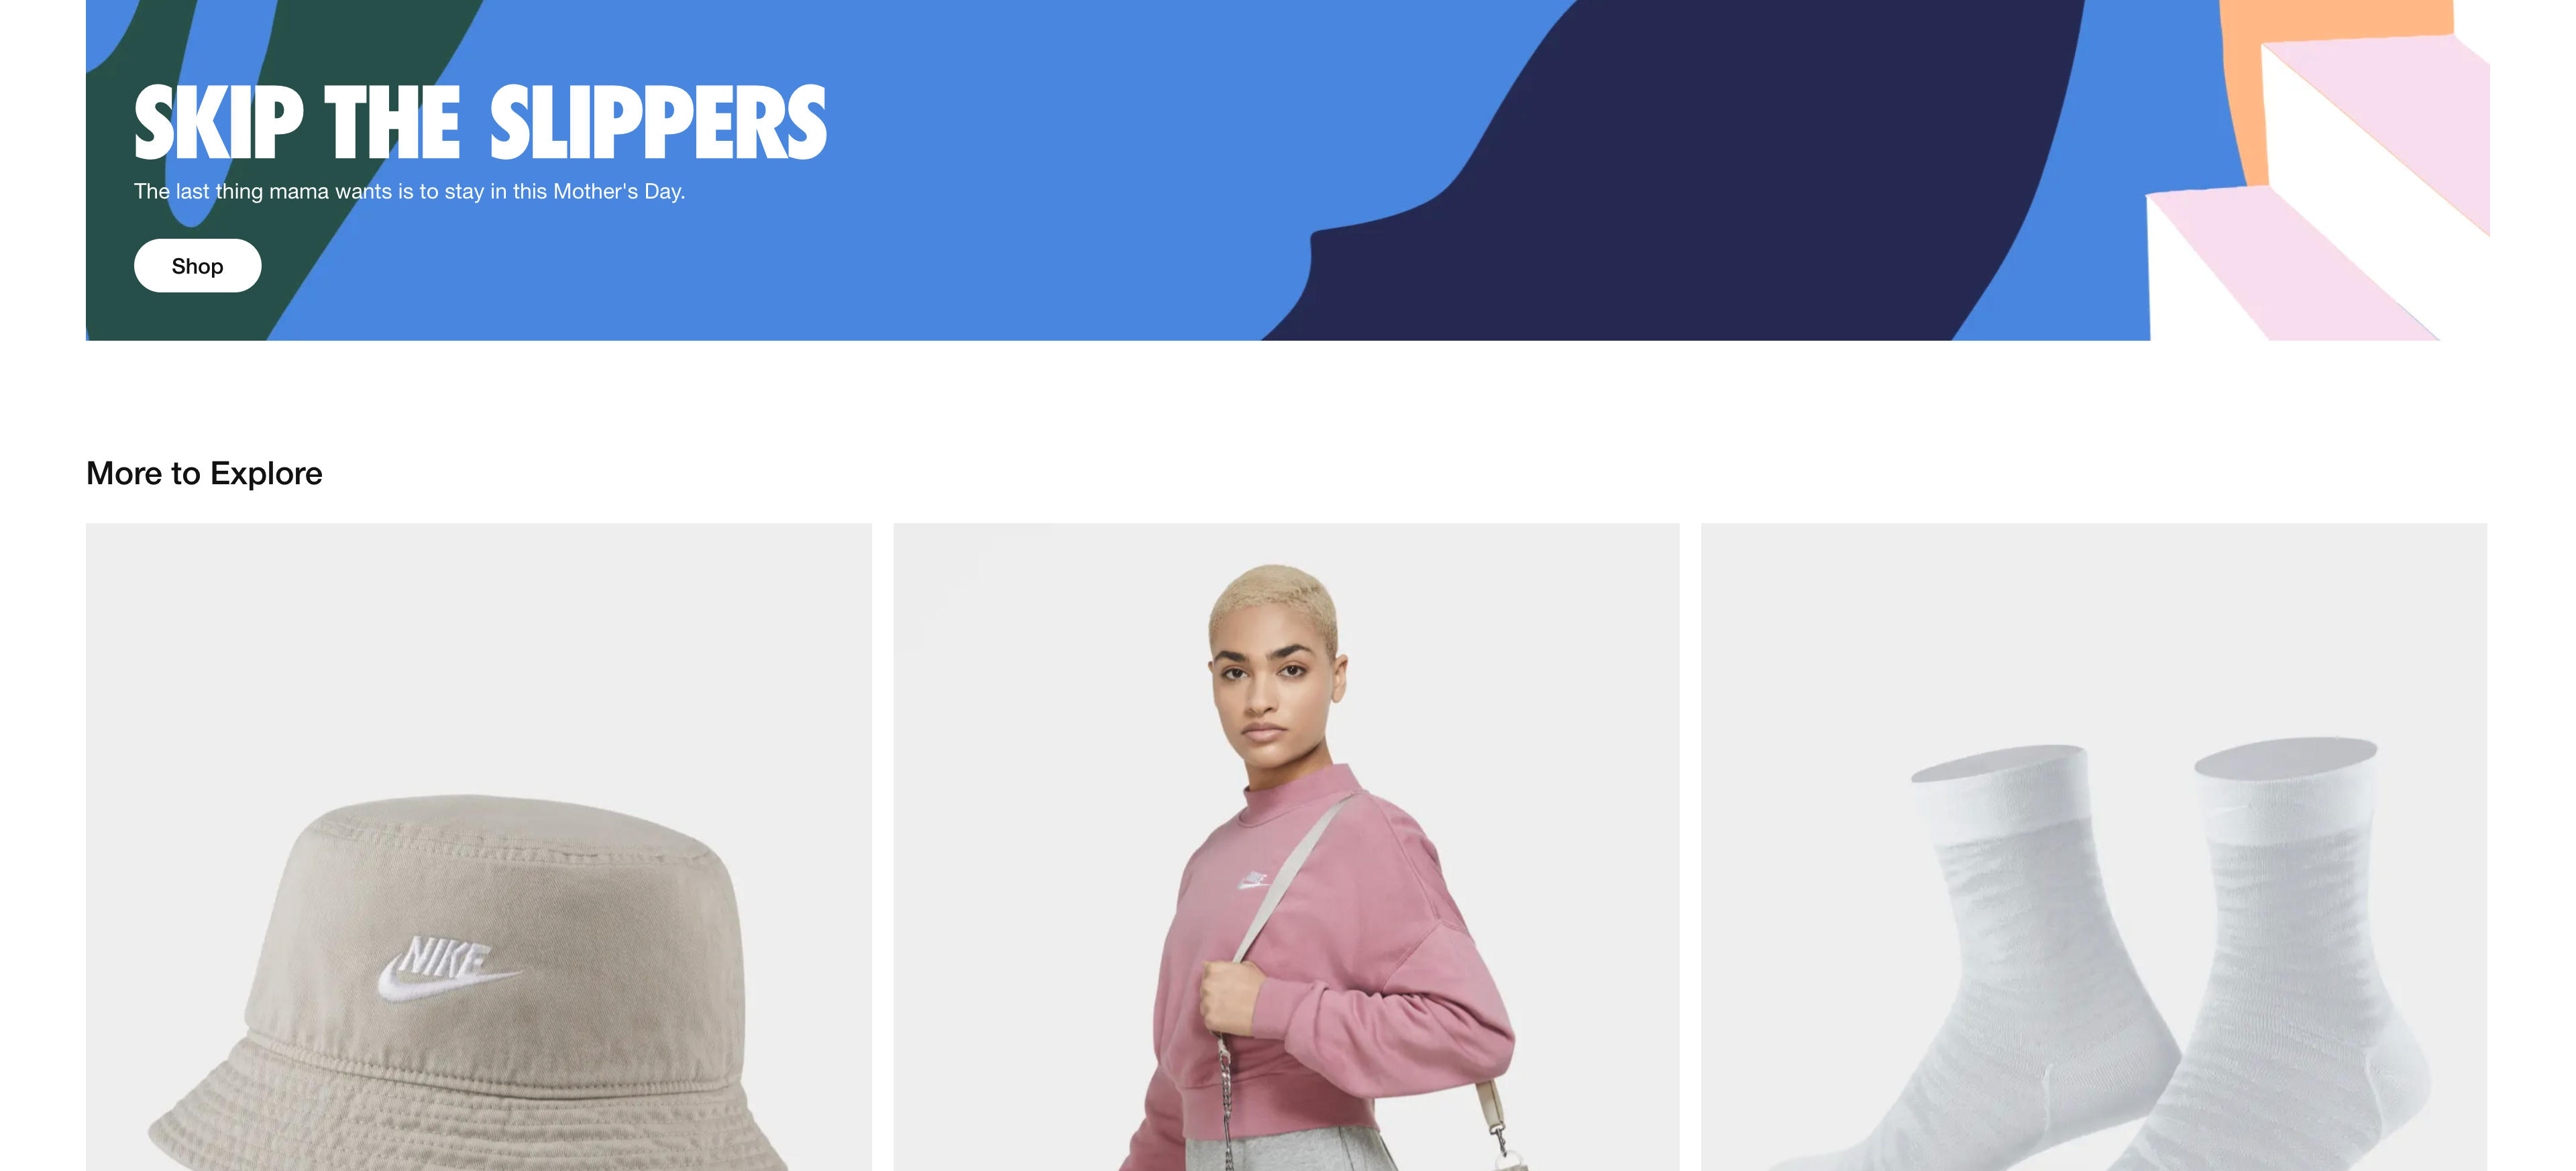 SKIP THE SLIPPERS
The last thing mama wants is to stay in this Mother's Day.
Shop
More to Explore
NIKE
NIKE